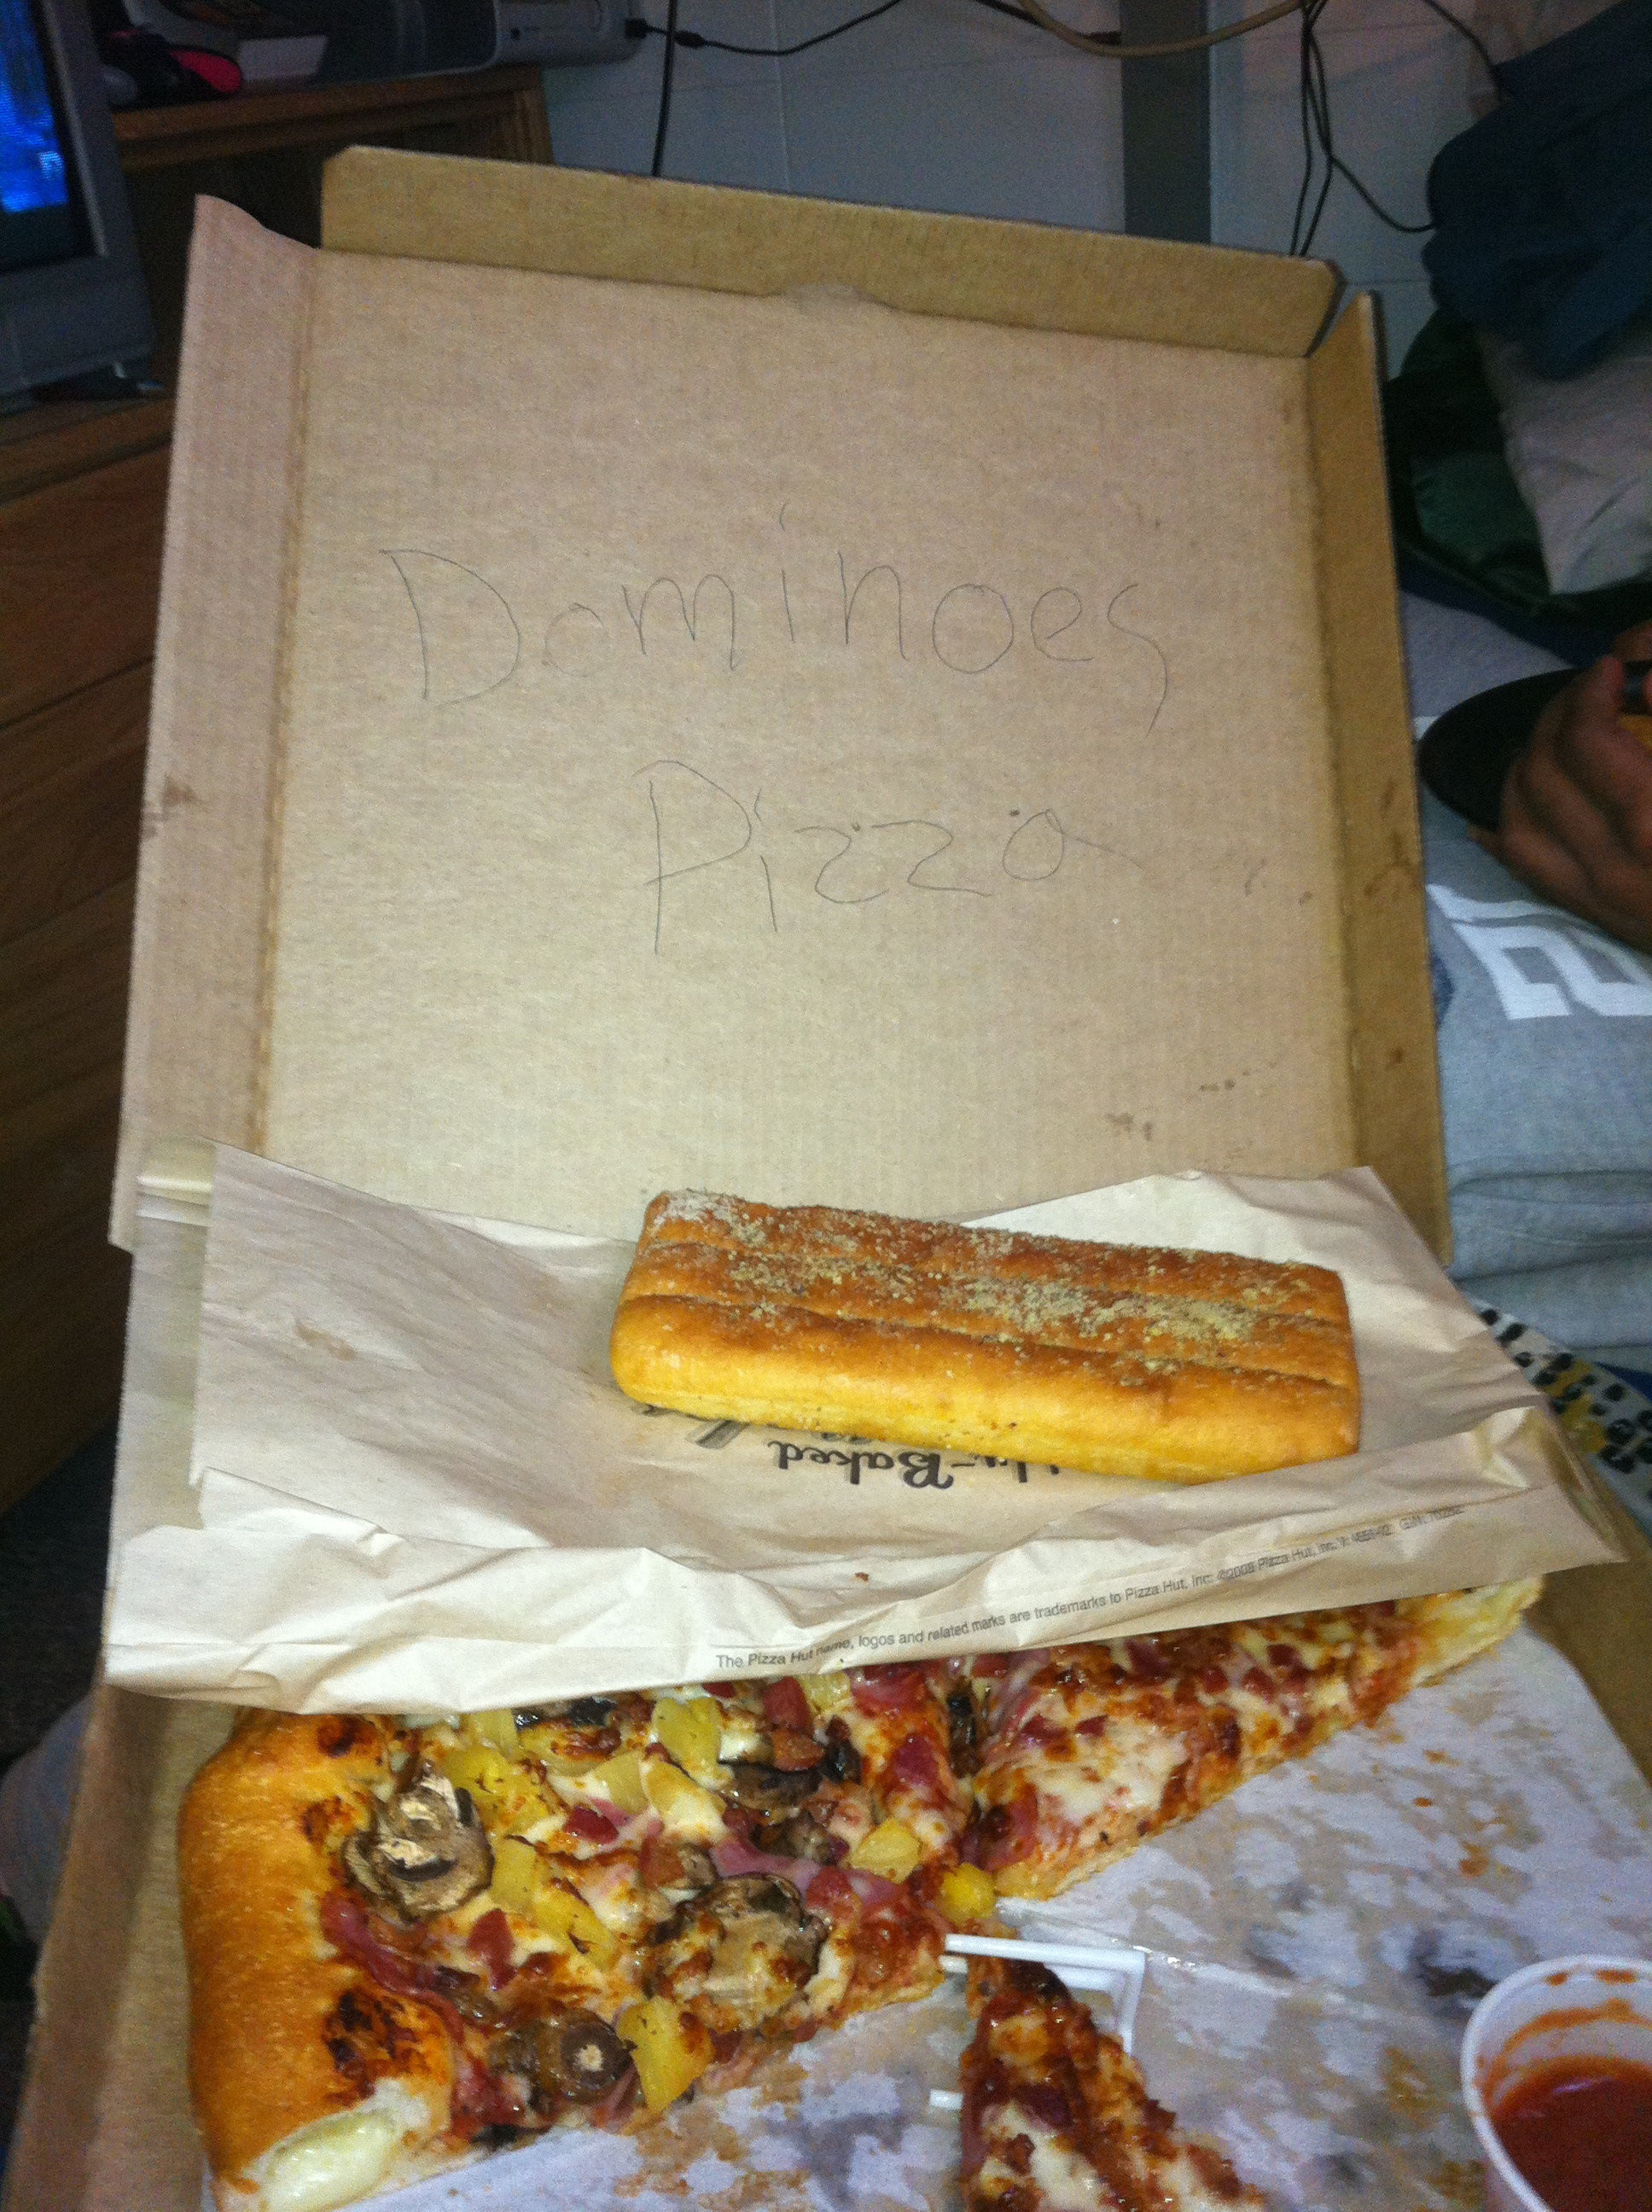 Dominoes
Pizza
Baked
The Pizza Hut name, logos and related marks are trademarks to Pizza Hut, Inc. ©2008 Pizza Hut, Inc.